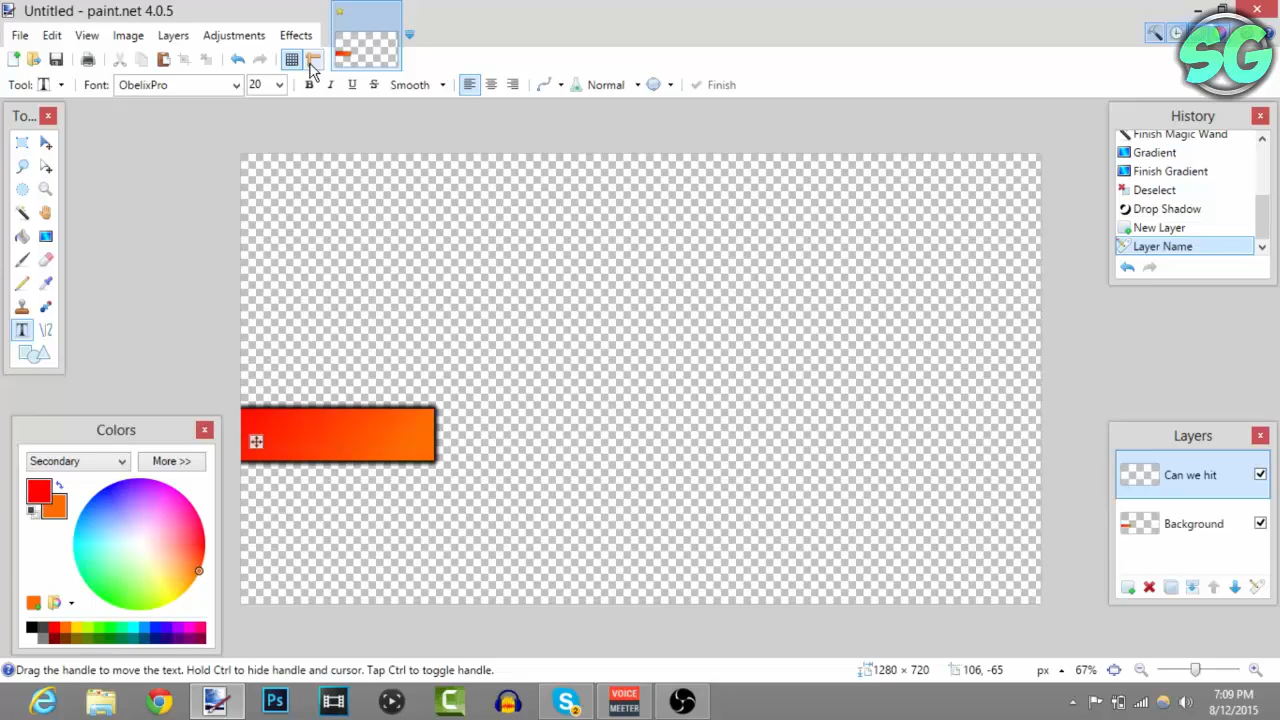 Untitled - paint.net 4.0.5
File Edit View Image Layers Adjustments Effects
SG
Tool: T Font: ObelixPro 20 B I U S Smooth Normal Finish
To...
History
Finish Magic Wand
Gradient
Finish Gradient
Deselect
Drop Shadow
New Layer
Layer Name
Colors
Secondary More >>
Layers
Can we hit
Background
Drag the handle to move the text. Hold Ctrl to hide handle and cursor. Tap Ctrl to toggle handle. 1280 × 720 106, -65 px 67%
Ps
2
VOICE
MEETER
7:09 PM
8/12/2015